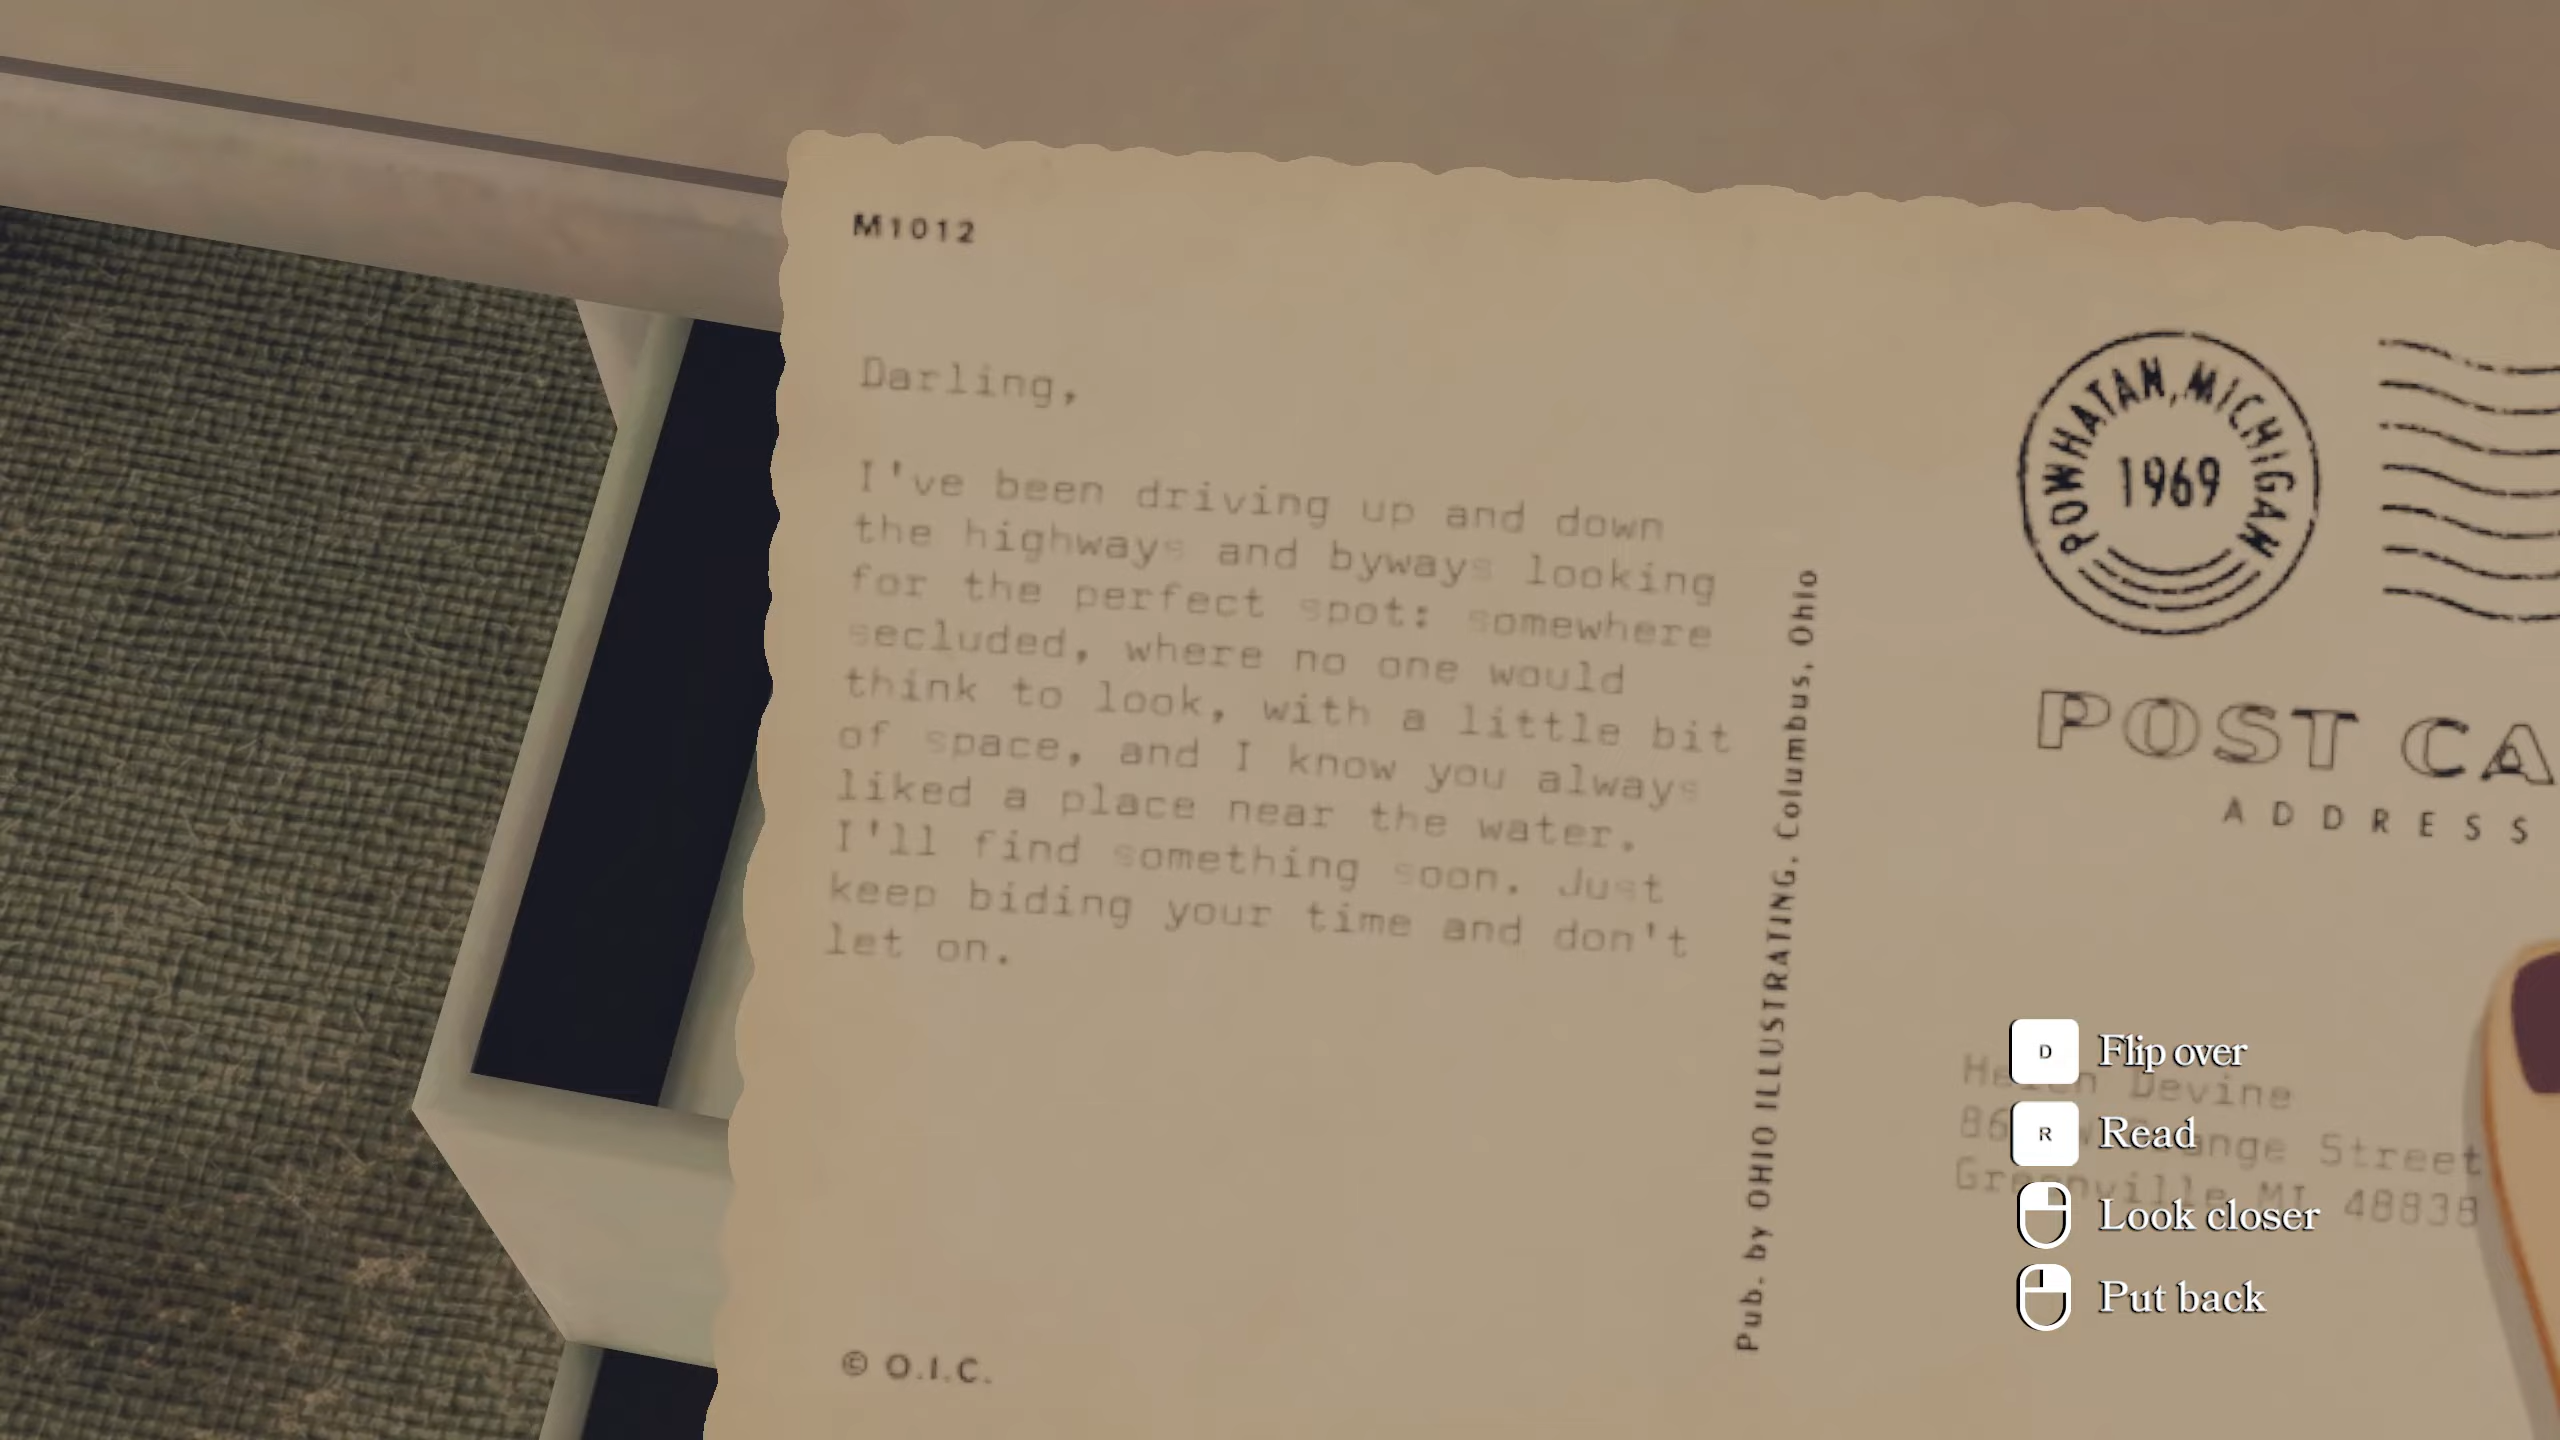 M1012
Darling,
I've been driving up and down
the highways and byways looking
for the perfect spot: somewhere
secluded, where no one would
think to look, with a little bit
of space, and I know you always
liked a place near the water.
I'll find something soon. Just
keep biding your time and don't
let on.
© O.I.C.
Pub. by OHIO ILLUSTRATING, Columbus, Ohio
POWHATAN, MICHIGAN
1969
POST CA
ADDRESS
Devine
Street
MI 48838
D Flip over
R Read
Look closer
Put back